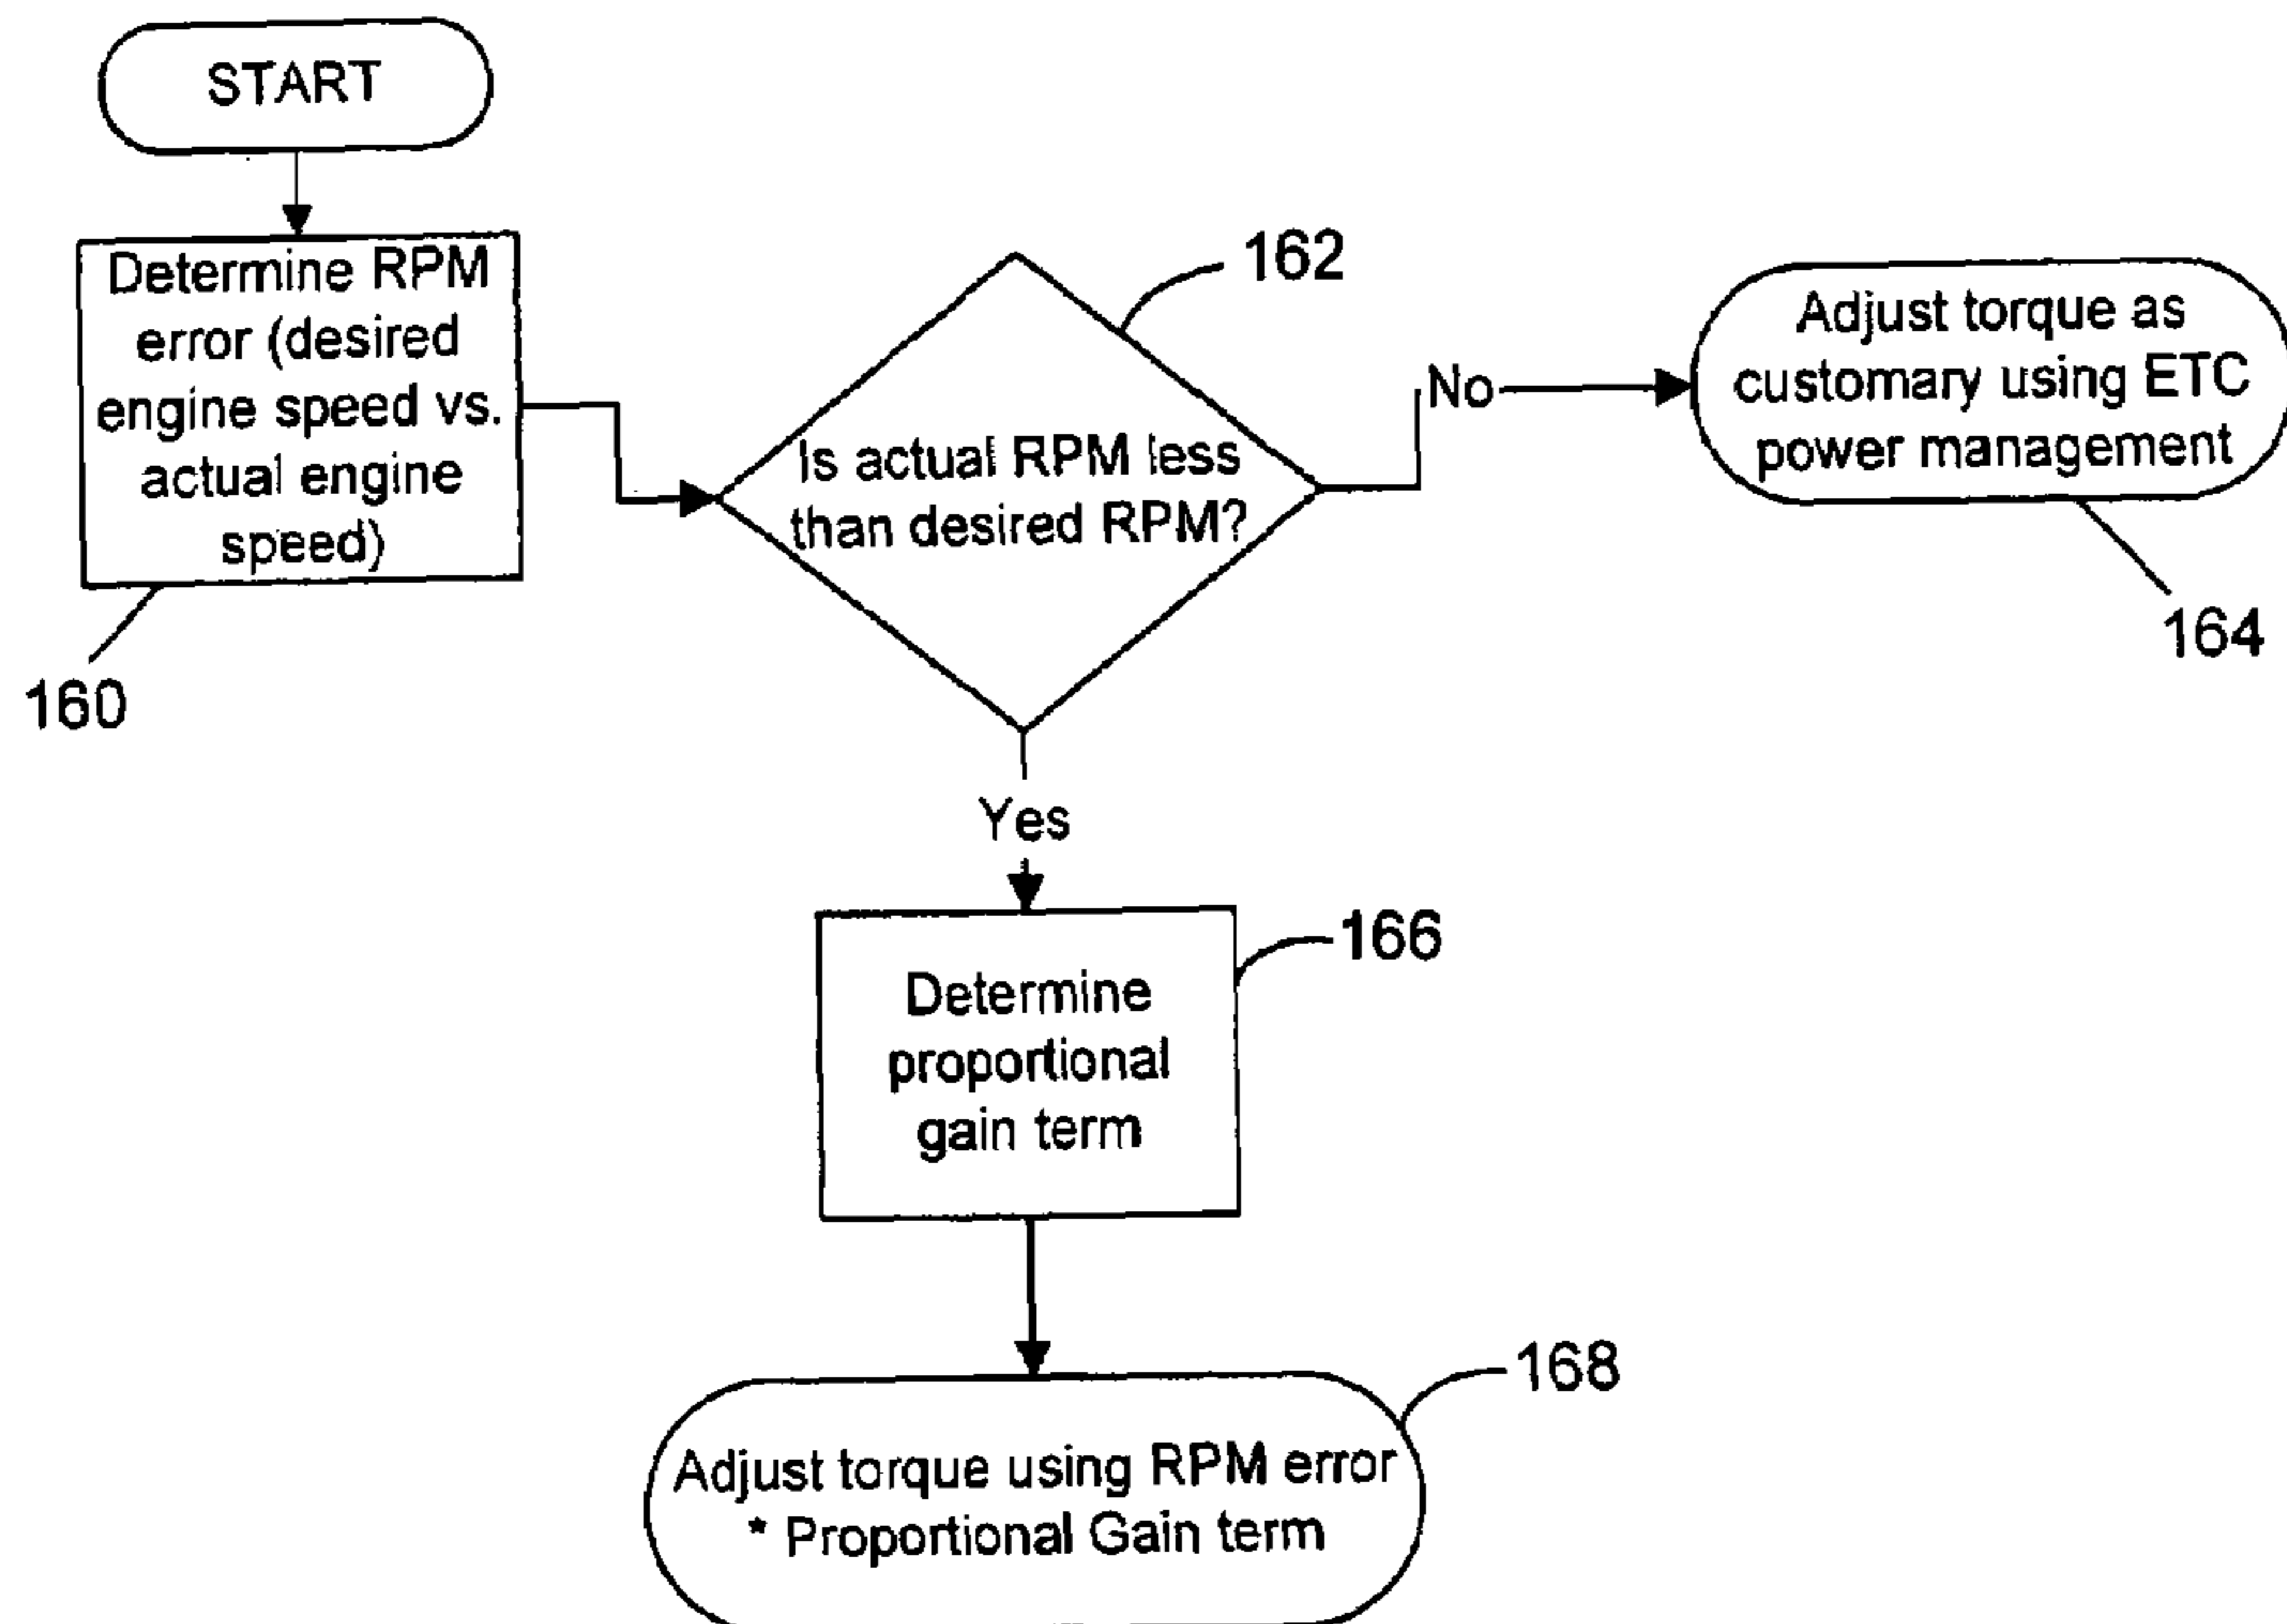 START
Determine RPM
error (desired
engine speed vs.
actual engine
speed)
160
162
Is actual RPM less
than desired RPM?
No
Adjust torque as
customary using ETC
power management
164
Yes
166
Determine
proportional
gain term
168
Adjust torque using RPM error
* Proportional Gain term